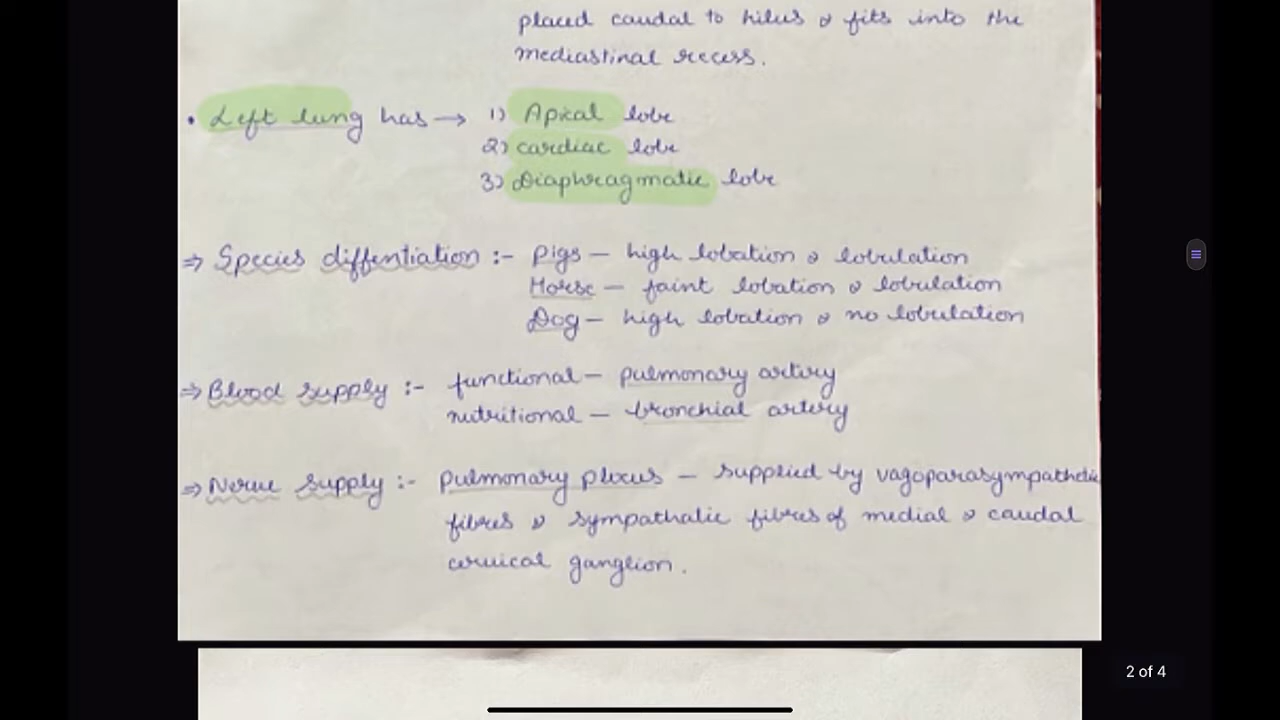 placed caudal to hilus & fits into the
mediastinal recess.
• Left lung has → 1) Apical lobe
2) cardiac lobe
3) Diaphragmatic lobe
⇒ Species diffentiation :- Pigs – high lobation & lobulation
Horse – faint lobation & lobulation
Dog – high lobation & no lobulation
⇒ Blood supply :- functional – pulmonary artery
nutritional – bronchial artery
⇒ Nerve supply :- Pulmonary plexus – supplied by vagoparasympathetic
fibres & sympathatic fibres of medial & caudal
cervical ganglion.
2 of 4